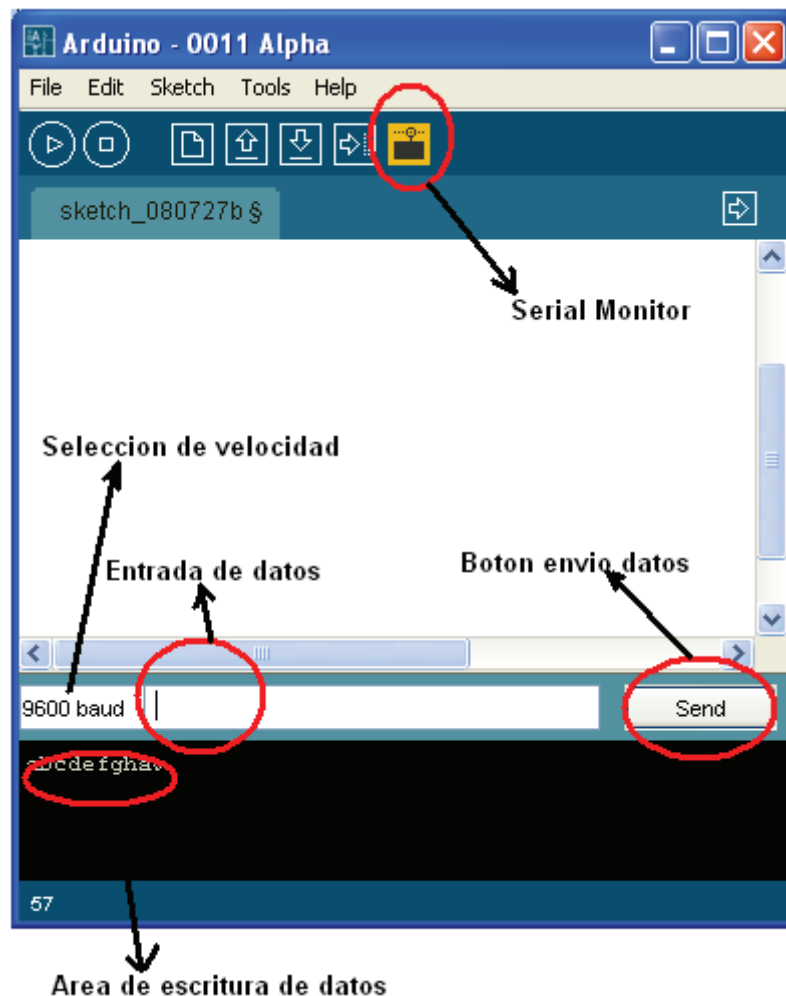 Arduino - 0011 Alpha
File Edit Sketch Tools Help
sketch_080727b §
Serial Monitor
Seleccion de velocidad
Entrada de datos
Boton envio datos
9600 baud
Send
abcdefghav
57
Area de escritura de datos